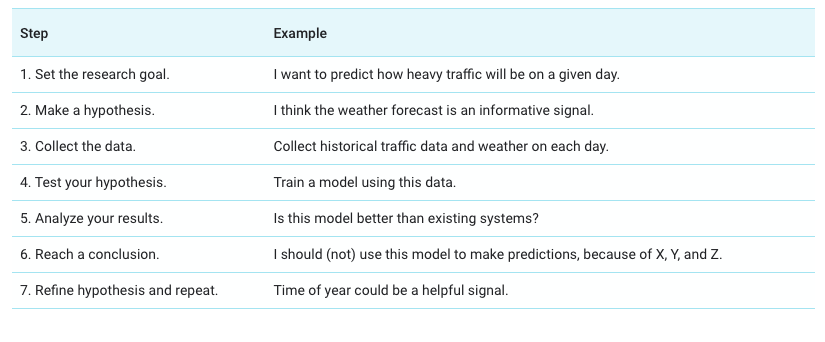 Step Example
1. Set the research goal. I want to predict how heavy traffic will be on a given day.
2. Make a hypothesis. I think the weather forecast is an informative signal.
3. Collect the data. Collect historical traffic data and weather on each day.
4. Test your hypothesis. Train a model using this data.
5. Analyze your results. Is this model better than existing systems?
6. Reach a conclusion. I should (not) use this model to make predictions, because of X, Y, and Z.
7. Refine hypothesis and repeat. Time of year could be a helpful signal.